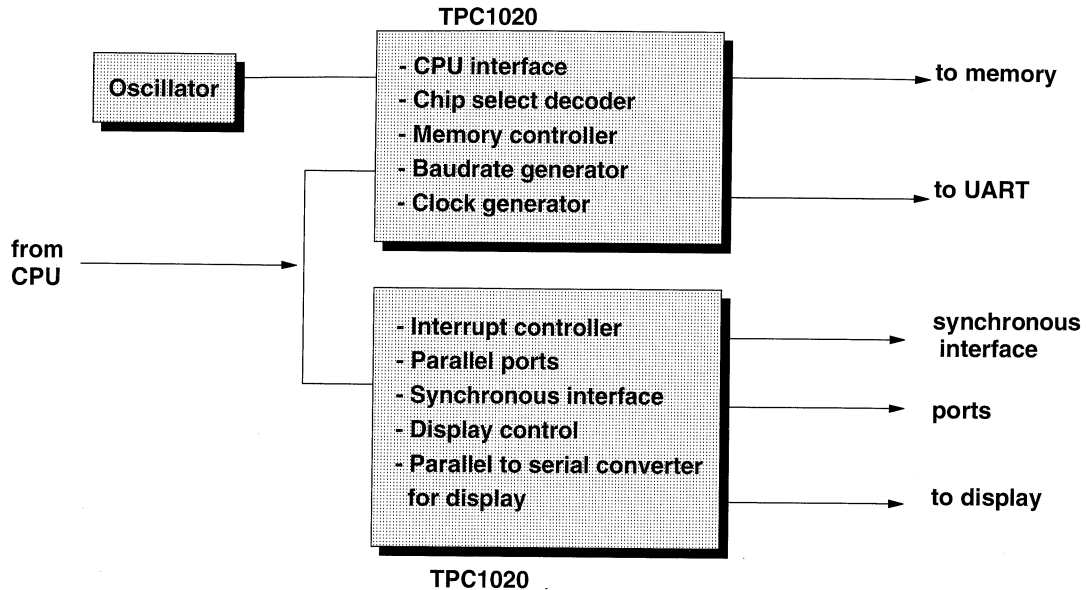 TPC1020
Oscillator
- CPU interface
- Chip select decoder
- Memory controller
- Baudrate generator
- Clock generator
to memory
to UART
from
CPU
- Interrupt controller
- Parallel ports
- Synchronous interface
- Display control
- Parallel to serial converter
for display
synchronous
interface
ports
to display
TPC1020